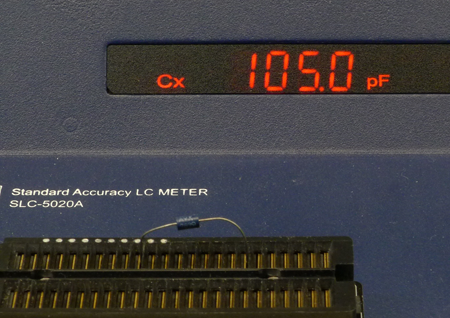 Cx 105.0 pF
Standard Accuracy LC METER
SLC-5020A